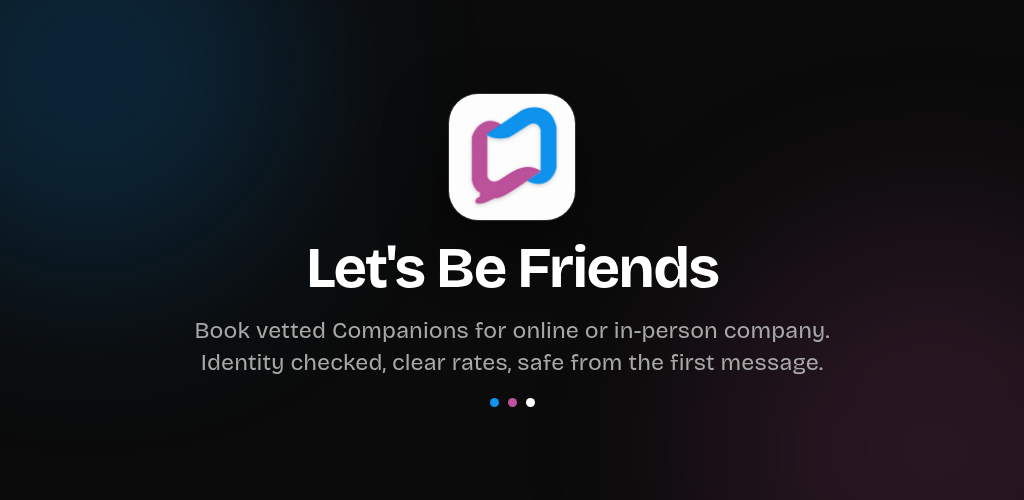 Let's Be Friends
Book vetted Companions for online or in-person company.
Identity checked, clear rates, safe from the first message.